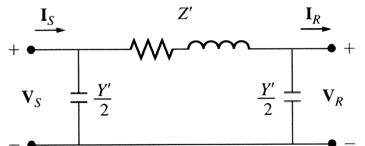 I_S Z' I_R
+ +
V_S Y'/2 Y'/2 V_R
− −